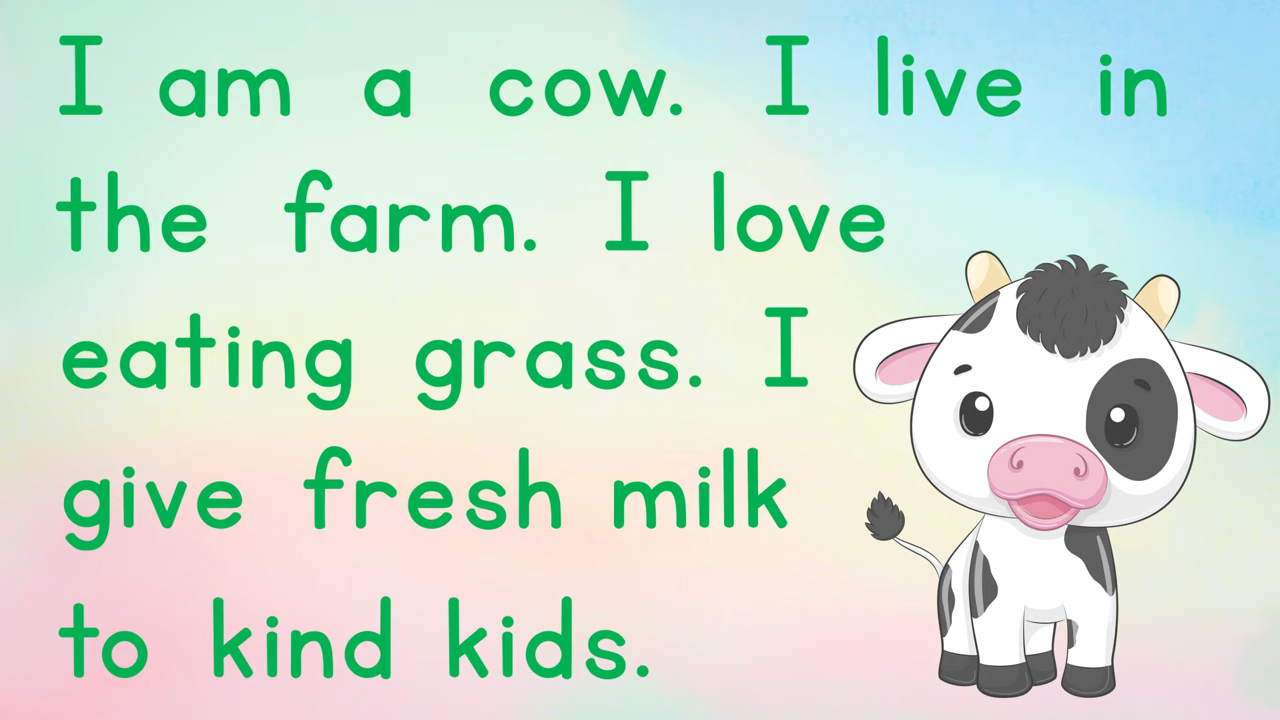 I am a cow. I live in
the farm. I love
eating grass. I
give fresh milk
to kind kids.